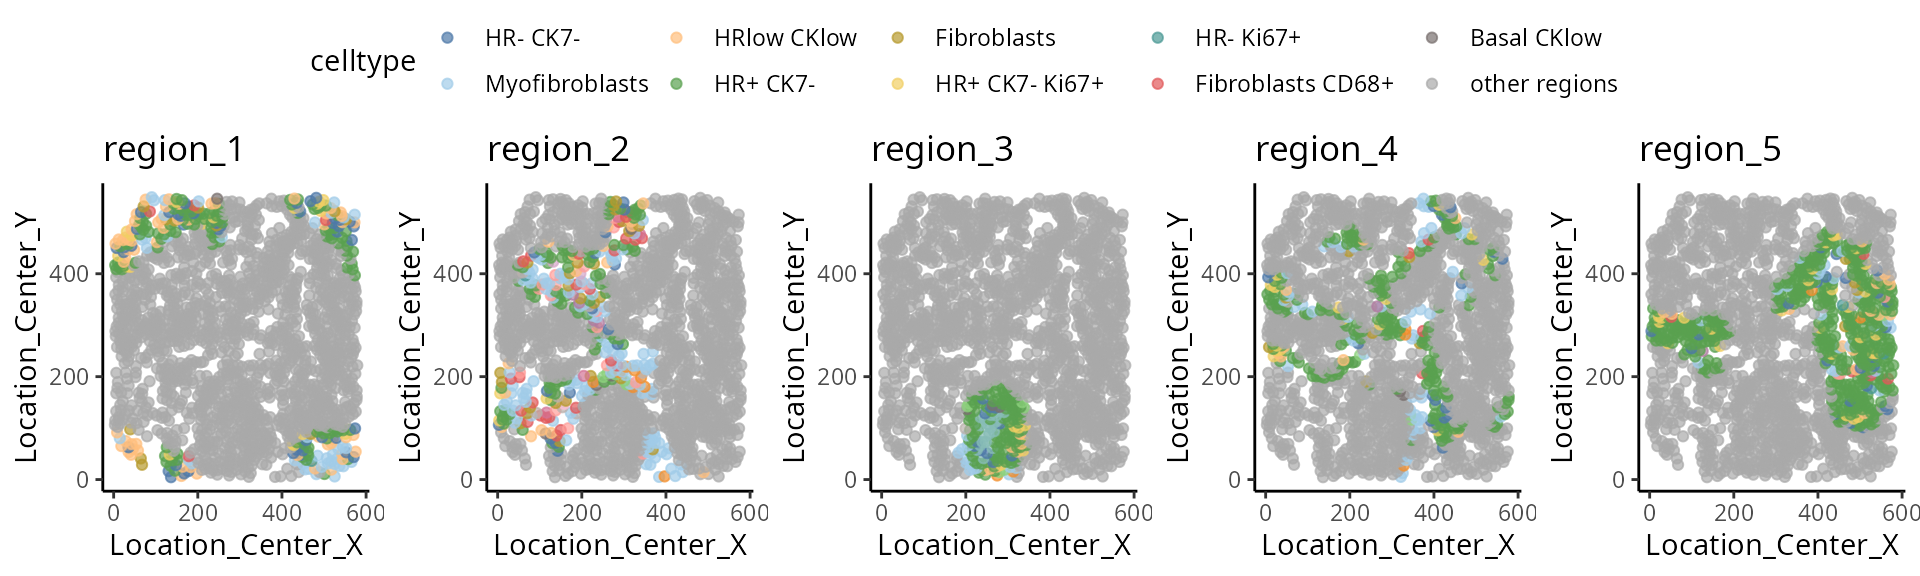 celltype
HR- CK7- HRlow CKlow Fibroblasts HR- Ki67+ Basal CKlow
Myofibroblasts HR+ CK7- HR+ CK7- Ki67+ Fibroblasts CD68+ other regions
region_1 region_2 region_3 region_4 region_5
Location_Center_Y Location_Center_Y Location_Center_Y Location_Center_Y Location_Center_Y
400 400 400 400 400
200 200 200 200 200
0 0 0 0 0
0 200 400 600 0 200 400 600 0 200 400 600 0 200 400 600 0 200 400 600
Location_Center_X Location_Center_X Location_Center_X Location_Center_X Location_Center_X